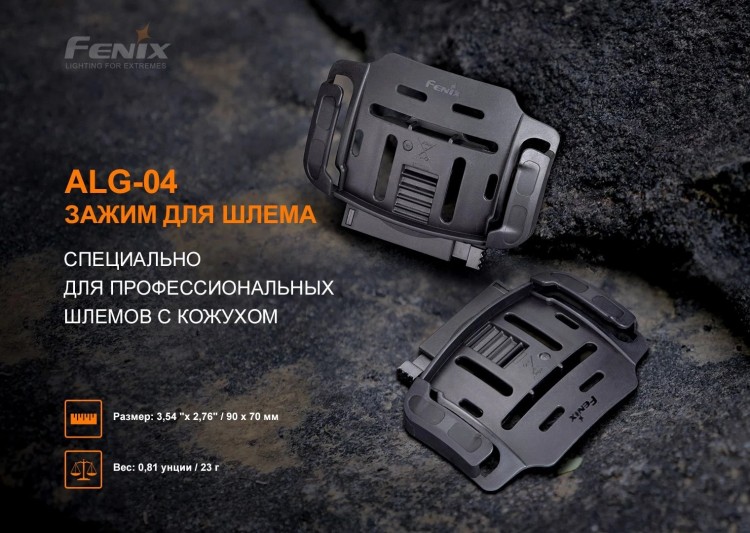 FENIX
LIGHTING FOR EXTREMES
FENIX
ALG-04
ЗАЖИМ ДЛЯ ШЛЕМА
СПЕЦИАЛЬНО
ДЛЯ ПРОФЕССИОНАЛЬНЫХ
ШЛЕМОВ С КОЖУХОМ
FENIX
Размер: 3,54 "x 2,76" / 90 x 70 мм
Вес: 0,81 унции / 23 г